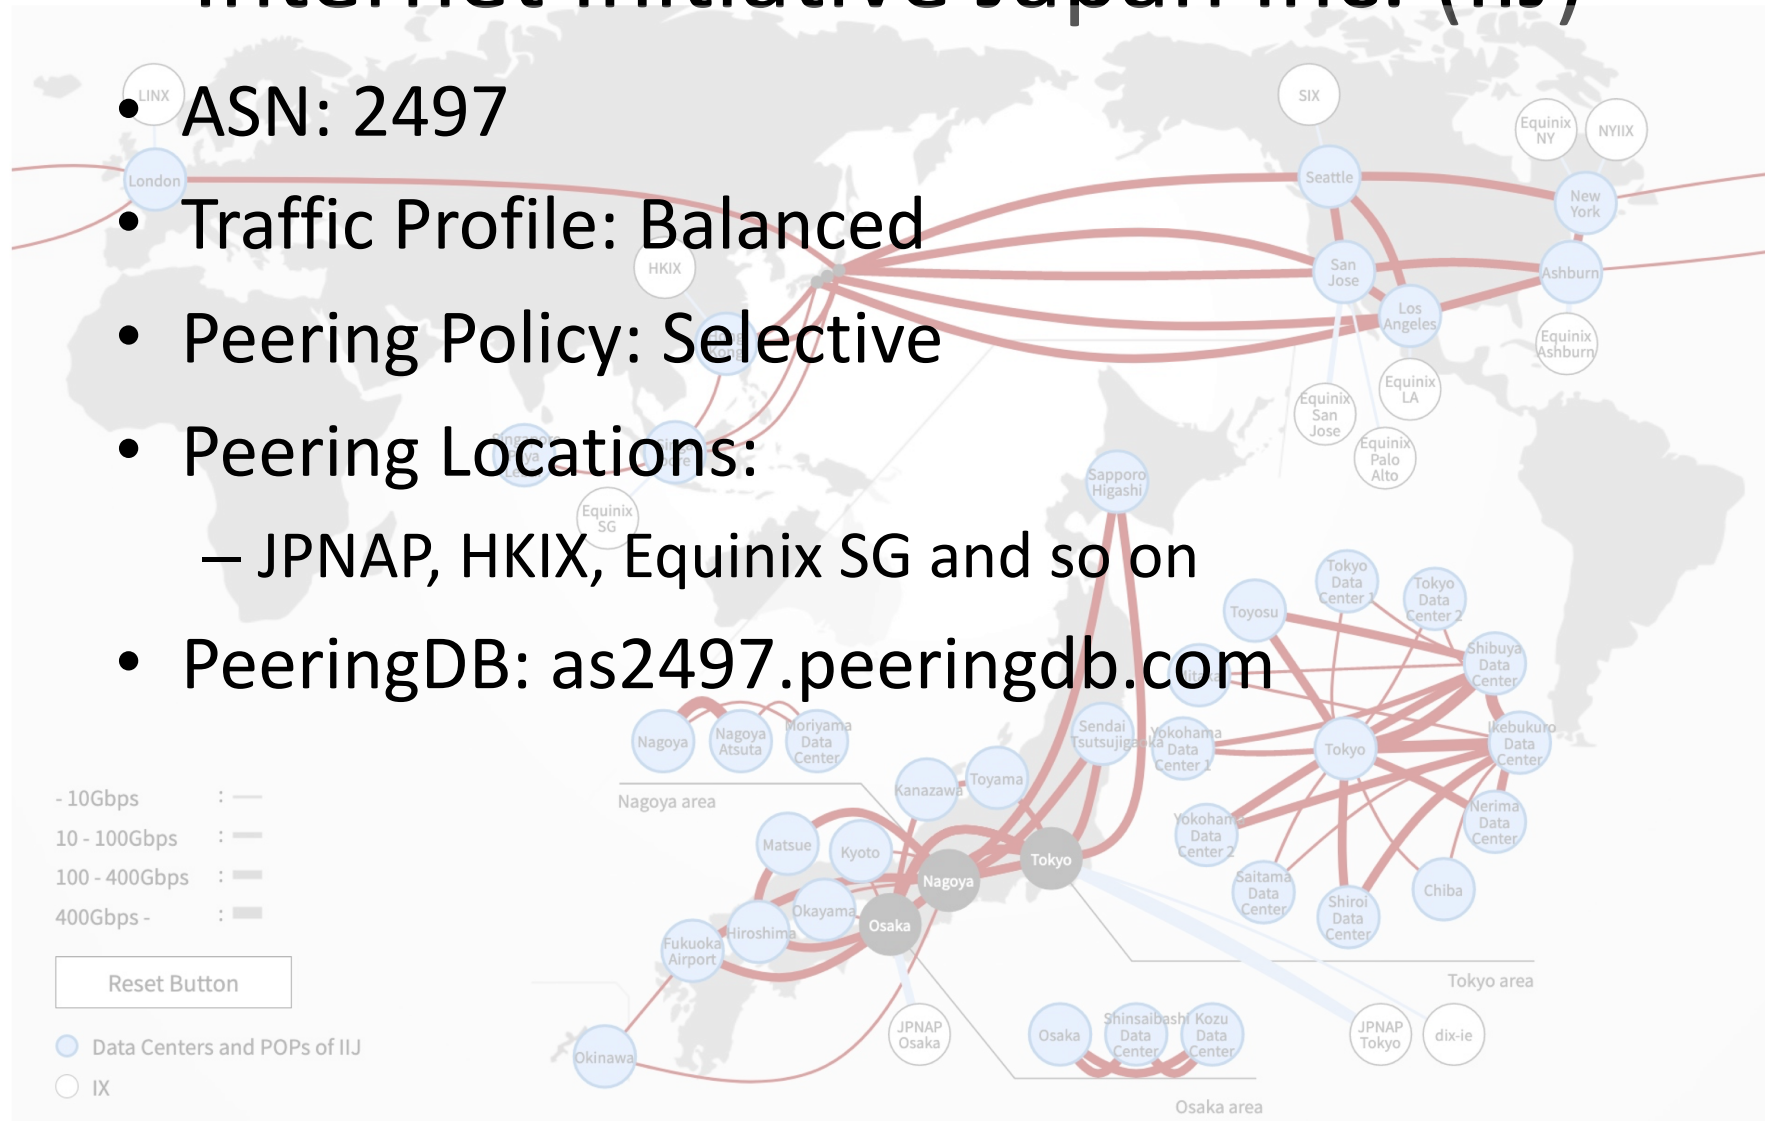 Internet Initiative Japan Inc. (IIJ)
• ASN: 2497
• Traffic Profile: Balanced
• Peering Policy: Selective
• Peering Locations:
– JPNAP, HKIX, Equinix SG and so on
• PeeringDB: as2497.peeringdb.com
LINX
London
HKIX
Equinix
SG
SIX
Seattle
Equinix
NY
NYIIX
New
York
San
Jose
Ashburn
Los
Angeles
Equinix
Ashburn
Equinix
LA
Equinix
San
Jose
Equinix
Palo
Alto
Sapporo
Higashi
Toyosu
Tokyo
Data
Center 1
Tokyo
Data
Center 2
Shibuya
Data
Center
Mitaka
Nagoya
Nagoya
Atsuta
Moriyama
Data
Center
Nagoya area
Sendai
Tsutsujigaoka
Yokohama
Data
Center 1
Tokyo
Ikebukuro
Data
Center
Kanazawa
Toyama
Matsue
Kyoto
Nagoya
Tokyo
Yokohama
Data
Center 2
Nerima
Data
Center
Saitama
Data
Center
Shiroi
Data
Center
Chiba
Okayama
Hiroshima
Osaka
Fukuoka
Airport
Okinawa
Tokyo area
JPNAP
Osaka
Osaka
Shinsaibashi
Data
Center
Kozu
Data
Center
JPNAP
Tokyo
dix-ie
Osaka area
- 10Gbps :
10 - 100Gbps :
100 - 400Gbps :
400Gbps - :
Reset Button
Data Centers and POPs of IIJ
IX